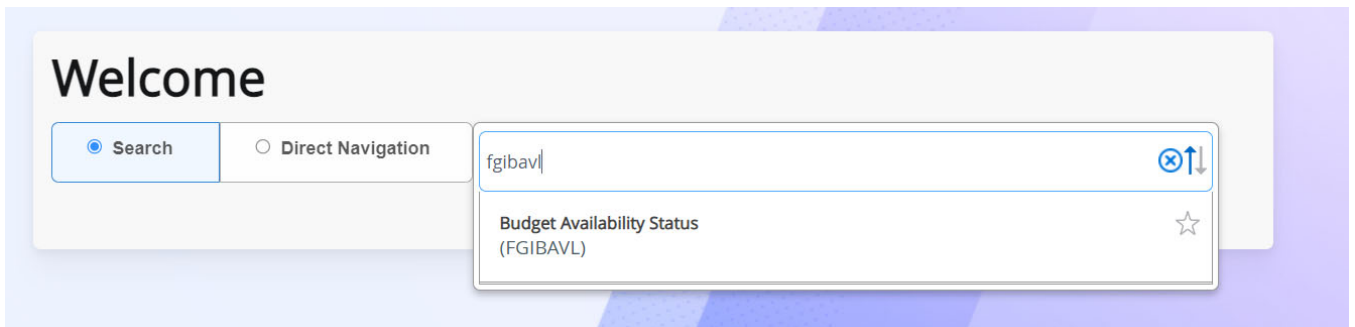 Welcome
Search
Direct Navigation
fgibavl
Budget Availability Status
(FGIBAVL)